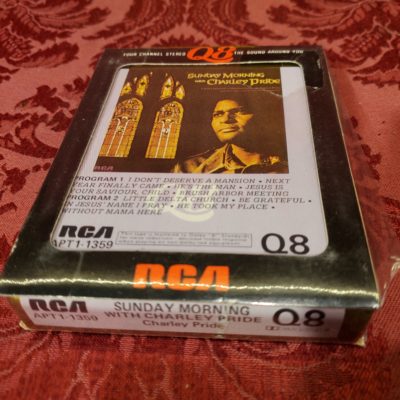 FOUR CHANNEL STEREO Q8 THE SOUND AROUND YOU
SUNDAY MORNING
with CHARLEY PRIDE
RCA
PROGRAM 1 I DON'T DESERVE A MANSION • NEXT
YEAR FINALLY CAME • HE'S THE MAN • JESUS IS
YOUR SAVIOUR, CHILD • BRUSH ARBOR MEETING
PROGRAM 2 LITTLE DELTA CHURCH • BE GRATEFUL •
IN JESUS' NAME I PRAY • HE TOOK MY PLACE •
WITHOUT MAMA HERE
RCA
APT1-1359
Q8
RCA
RCA
APT1-1359
SUNDAY MORNING
WITH CHARLEY PRIDE
Charley Pride
Q8